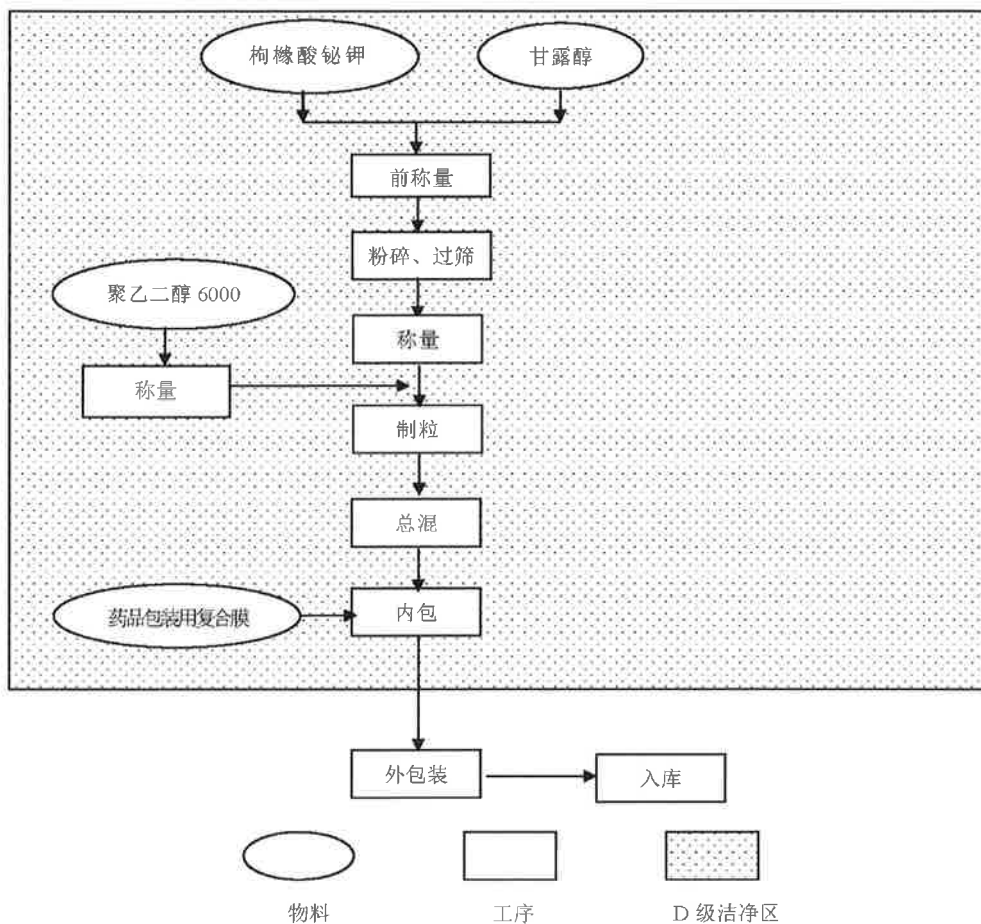 枸橼酸铋钾
甘露醇
前称量
粉碎、过筛
聚乙二醇 6000
称量
称量
制粒
总混
药品包装用复合膜
内包
外包装
入库
物料
工序
D 级洁净区